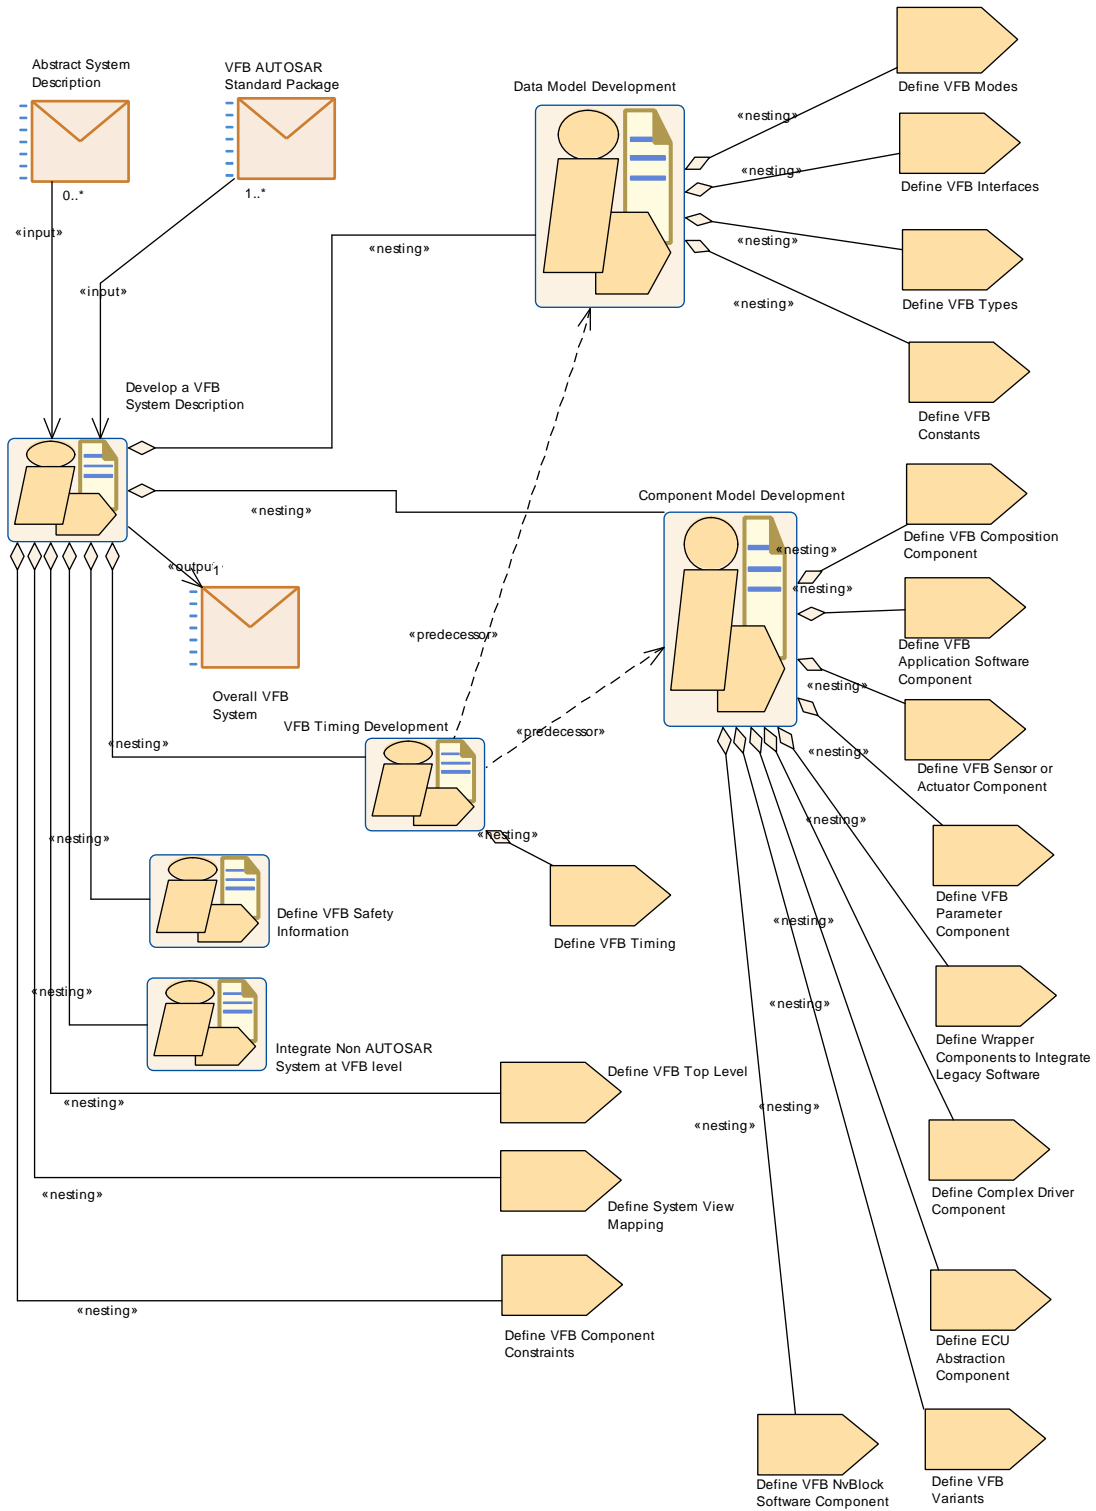 Abstract System
Description
VFB AUTOSAR
Standard Package
Data Model Development
Define VFB Modes
«nesting»
0..*
1..*
«nesting»
Define VFB Interfaces
«input»
«nesting»
«nesting»
«input»
«nesting»
Define VFB Types
Develop a VFB
System Description
Define VFB
Constants
«nesting»
Component Model Development
Define VFB Composition
Component
«nesting»
«output»
1
«nesting»
«predecessor»
Define VFB
Application Software
Component
«nesting»
Overall VFB
System
VFB Timing Development
«nesting»
«predecessor»
«nesting»
Define VFB Sensor or
Actuator Component
«nesting»
«nesting»
«nesting»
Define VFB
Parameter
Component
Define VFB Safety
Information
Define VFB Timing
«nesting»
«nesting»
«nesting»
Define Wrapper
Components to Integrate
Legacy Software
Integrate Non AUTOSAR
System at VFB level
Define VFB Top Level
«nesting»
«nesting»
«nesting»
«nesting»
Define System View
Mapping
Define Complex Driver
Component
«nesting»
Define VFB Component
Constraints
Define ECU
Abstraction
Component
Define VFB NvBlock
Software Component
Define VFB
Variants